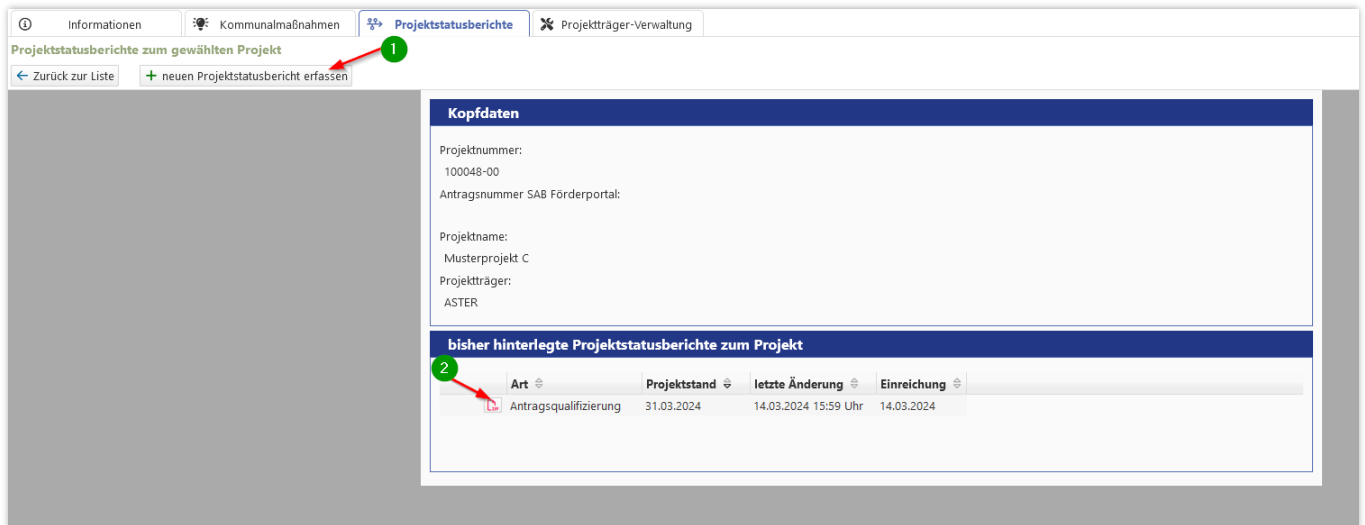 Informationen Kommunalmaßnahmen Projektstatusberichte Projektträger-Verwaltung
Projektstatusberichte zum gewählten Projekt
1
Zurück zur Liste + neuen Projektstatusbericht erfassen
Kopfdaten
Projektnummer:
100048-00
Antragsnummer SAB Förderportal:
Projektname:
Musterprojekt C
Projektträger:
ASTER
bisher hinterlegte Projektstatusberichte zum Projekt
2
Art Projektstand letzte Änderung Einreichung
Antragsqualifizierung 31.03.2024 14.03.2024 15:59 Uhr 14.03.2024